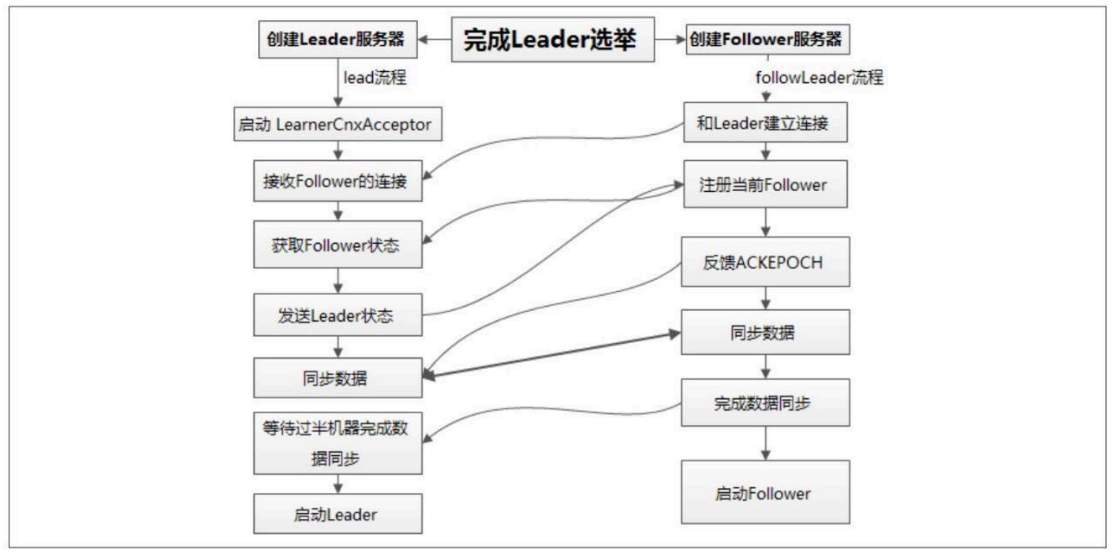 完成Leader选举
创建Leader服务器
lead流程
启动 LearnerCnxAcceptor
接收Follower的连接
获取Follower状态
发送Leader状态
同步数据
等待过半机器完成数
据同步
启动Leader
创建Follower服务器
followLeader流程
和Leader建立连接
注册当前Follower
反馈ACKEPOCH
同步数据
完成数据同步
启动Follower